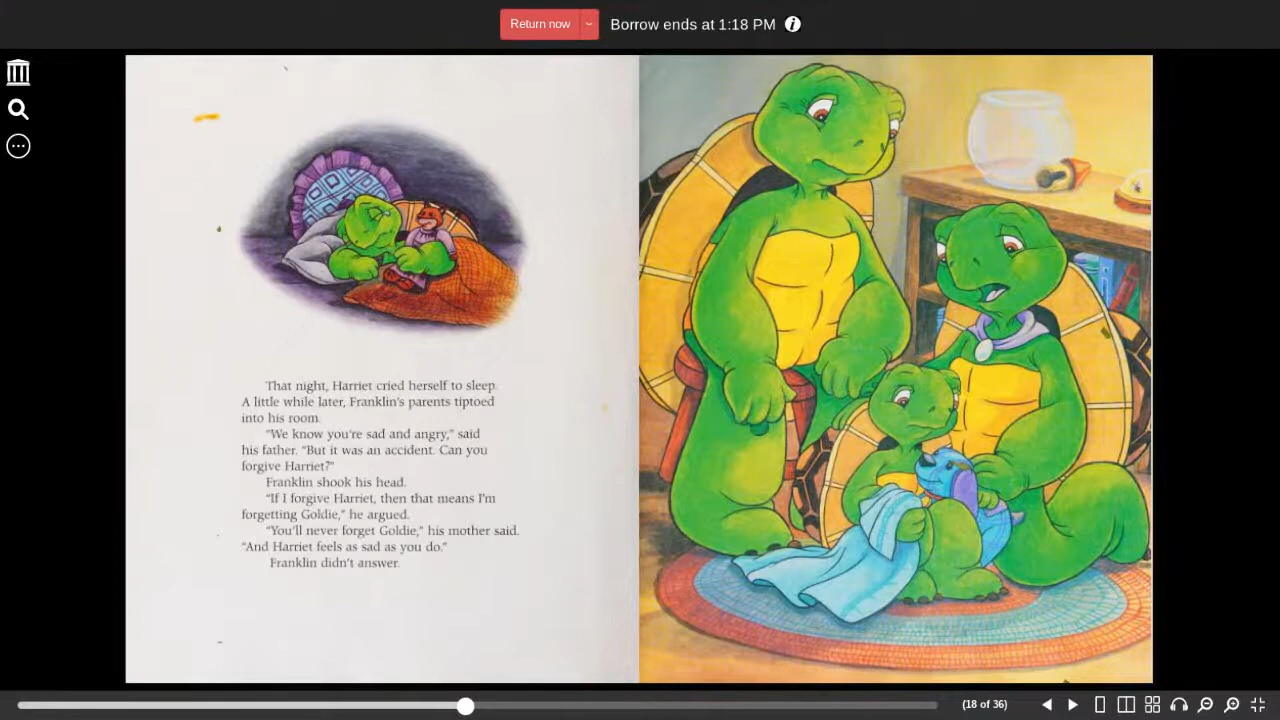 Return now
Borrow ends at 1:18 PM
That night, Harriet cried herself to sleep.
A little while later, Franklin's parents tiptoed
into his room.
"We know you're sad and angry," said
his father. "But it was an accident. Can you
forgive Harriet?"
Franklin shook his head.
"If I forgive Harriet, then that means I'm
forgetting Goldie," he argued.
"You'll never forget Goldie," his mother said.
"And Harriet feels as sad as you do."
Franklin didn't answer.
(18 of 36)